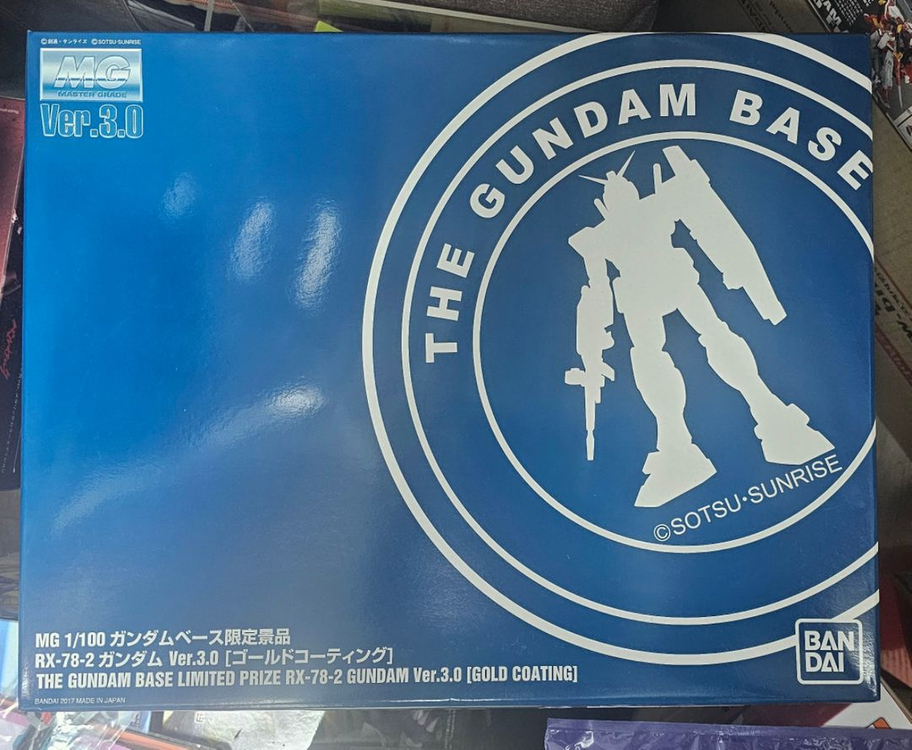 ©創通・サンライズ ©SOTSU・SUNRISE
MG
MASTER GRADE
Ver.3.0
THE GUNDAM BASE
©SOTSU・SUNRISE
MG 1/100 ガンダムベース限定景品
RX-78-2 ガンダム Ver.3.0 [ゴールドコーティング]
THE GUNDAM BASE LIMITED PRIZE RX-78-2 GUNDAM Ver.3.0 [GOLD COATING]
BANDAI 2017 MADE IN JAPAN
BAN
DAI